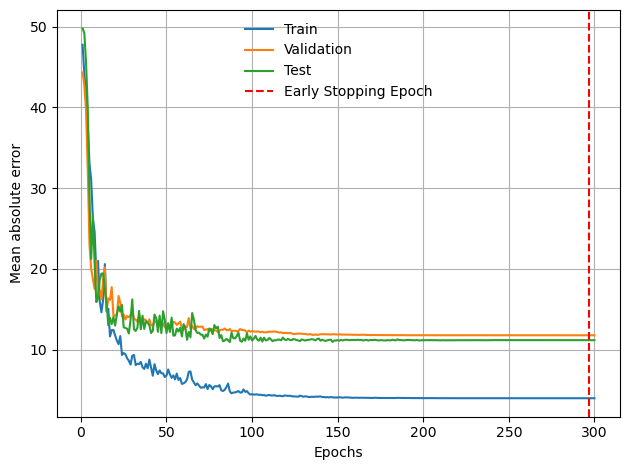 50
40
30
20
10
Mean absolute error
Train
Validation
Test
Early Stopping Epoch
0 50 100 150 200 250 300
Epochs